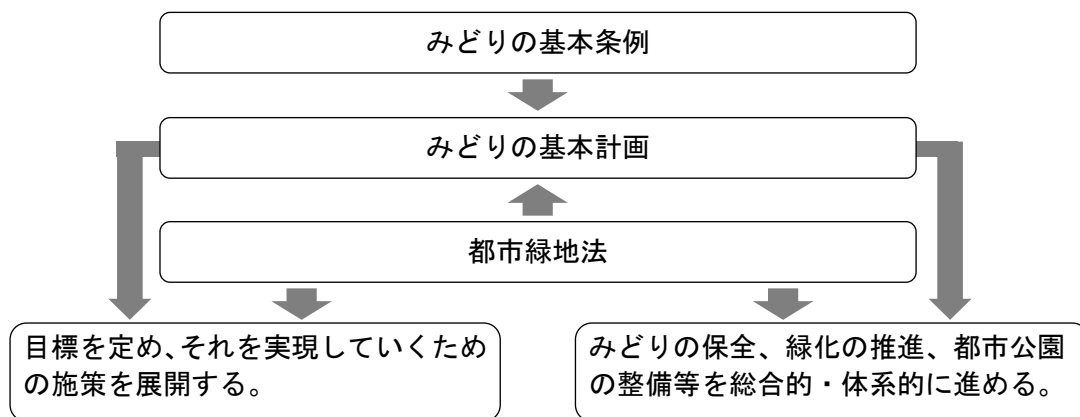 みどりの基本条例
みどりの基本計画
都市緑地法
目標を定め、それを実現していくため
の施策を展開する。
みどりの保全、緑化の推進、都市公園
の整備等を総合的・体系的に進める。